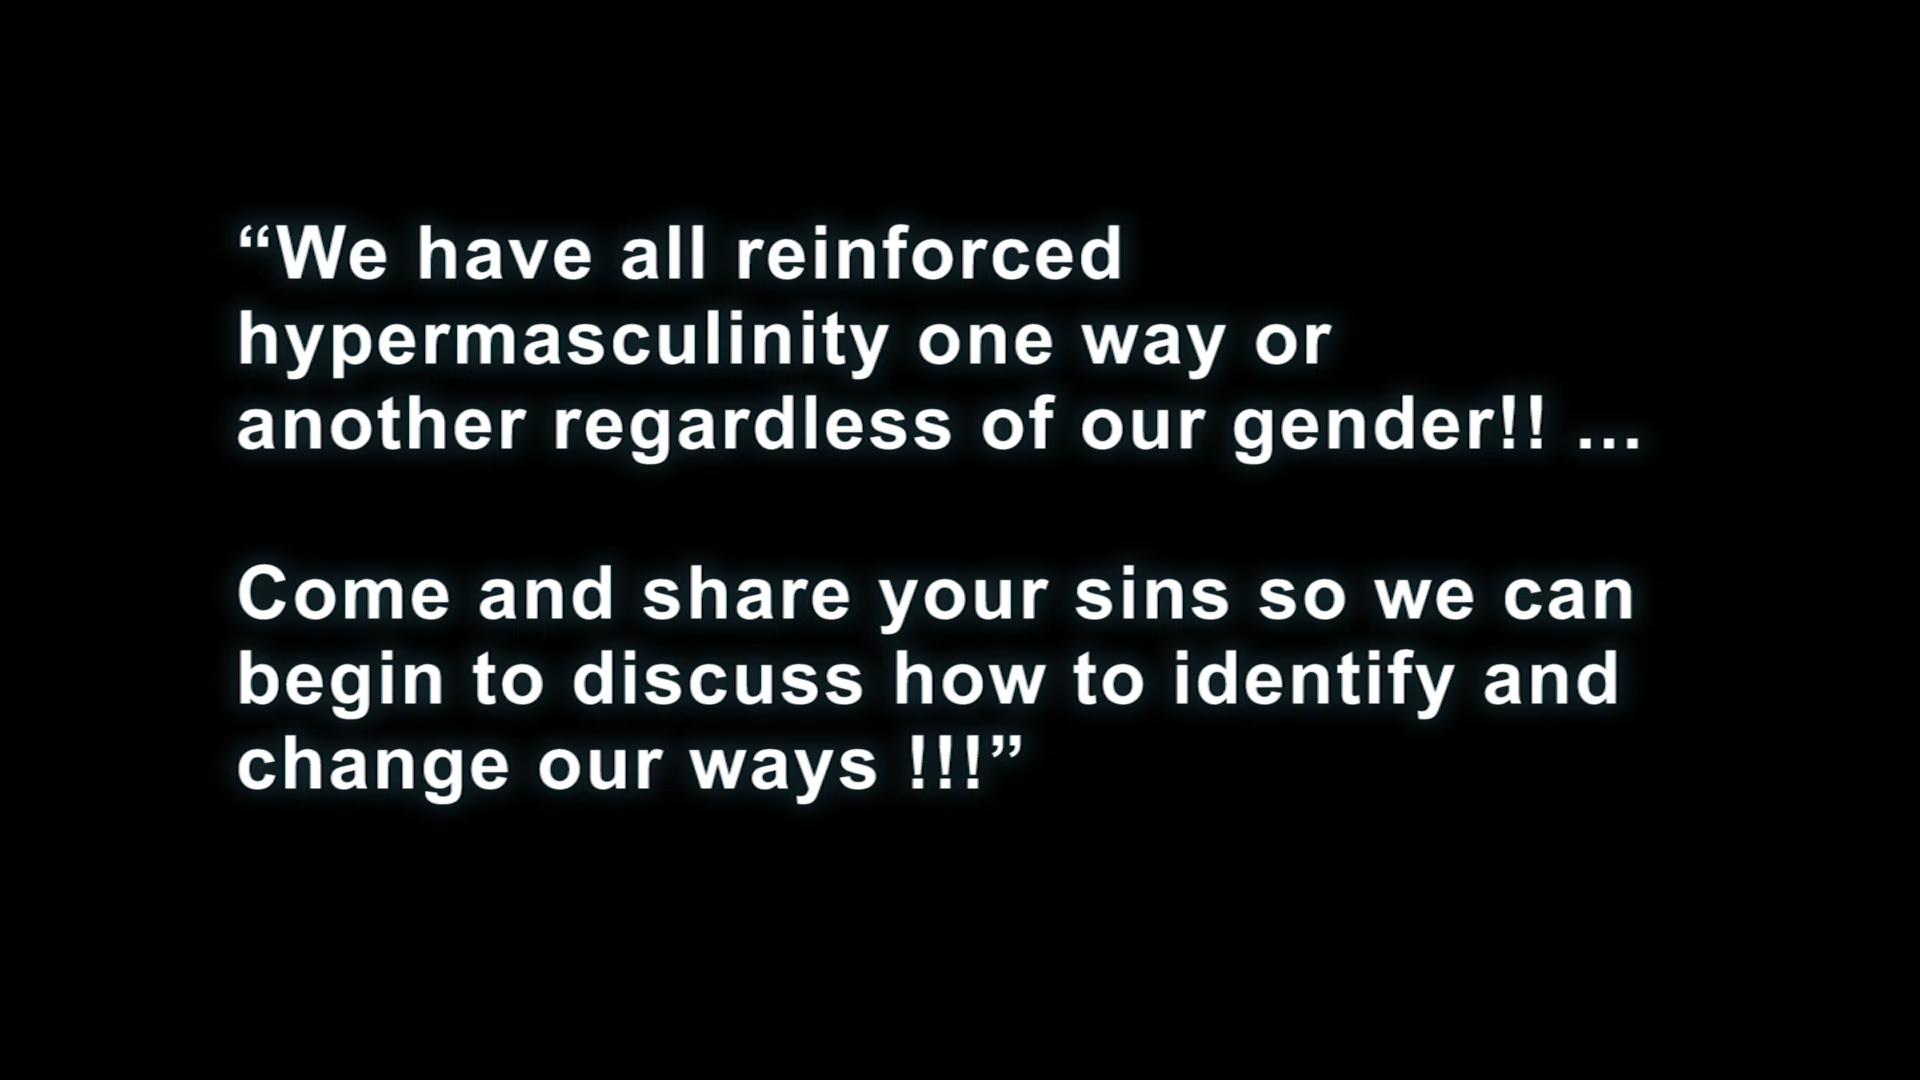 “We have all reinforced
hypermasculinity one way or
another regardless of our gender!! ...
Come and share your sins so we can
begin to discuss how to identify and
change our ways !!!”